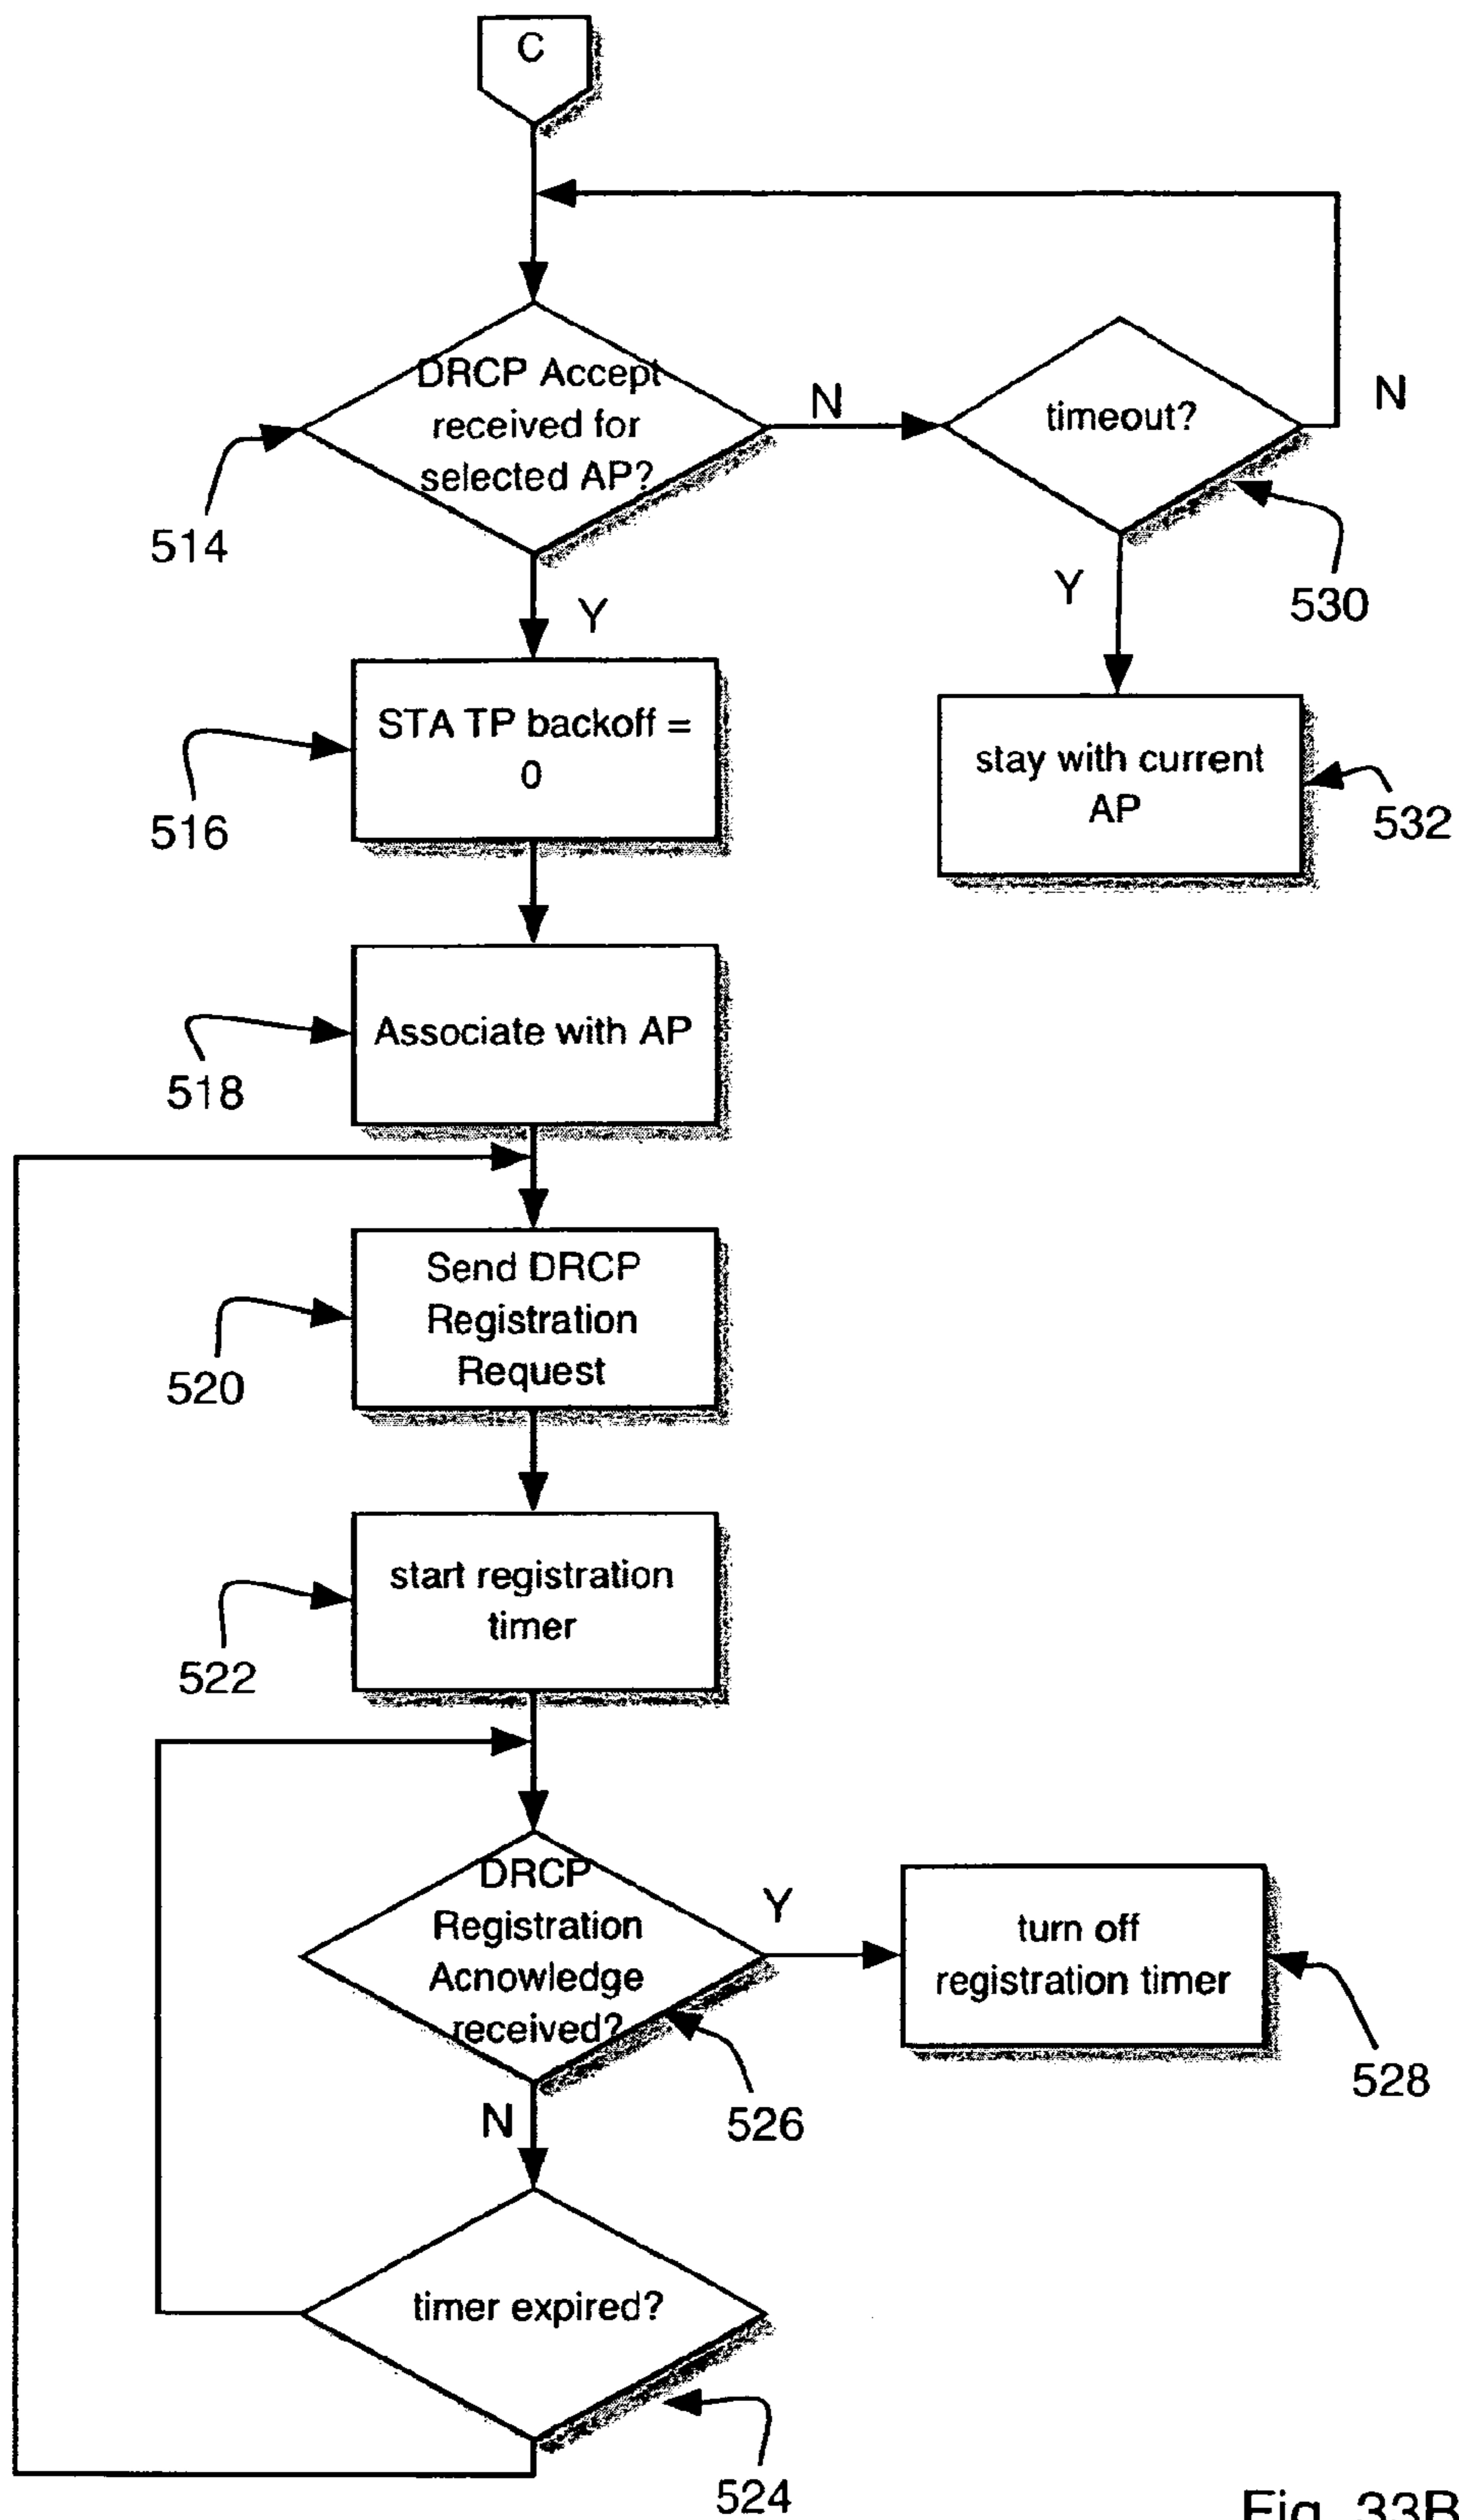 C
DRCP Accept
received for
selected AP?
N
timeout?
N
514
530
Y
Y
STA TP backoff =
0
stay with current
AP
516
532
Associate with AP
518
Send DRCP
Registration
Request
520
start registration
timer
522
DRCP
Registration
Acnowledge
received?
Y
turn off
registration timer
526
528
N
timer expired?
524
Fig. 33B